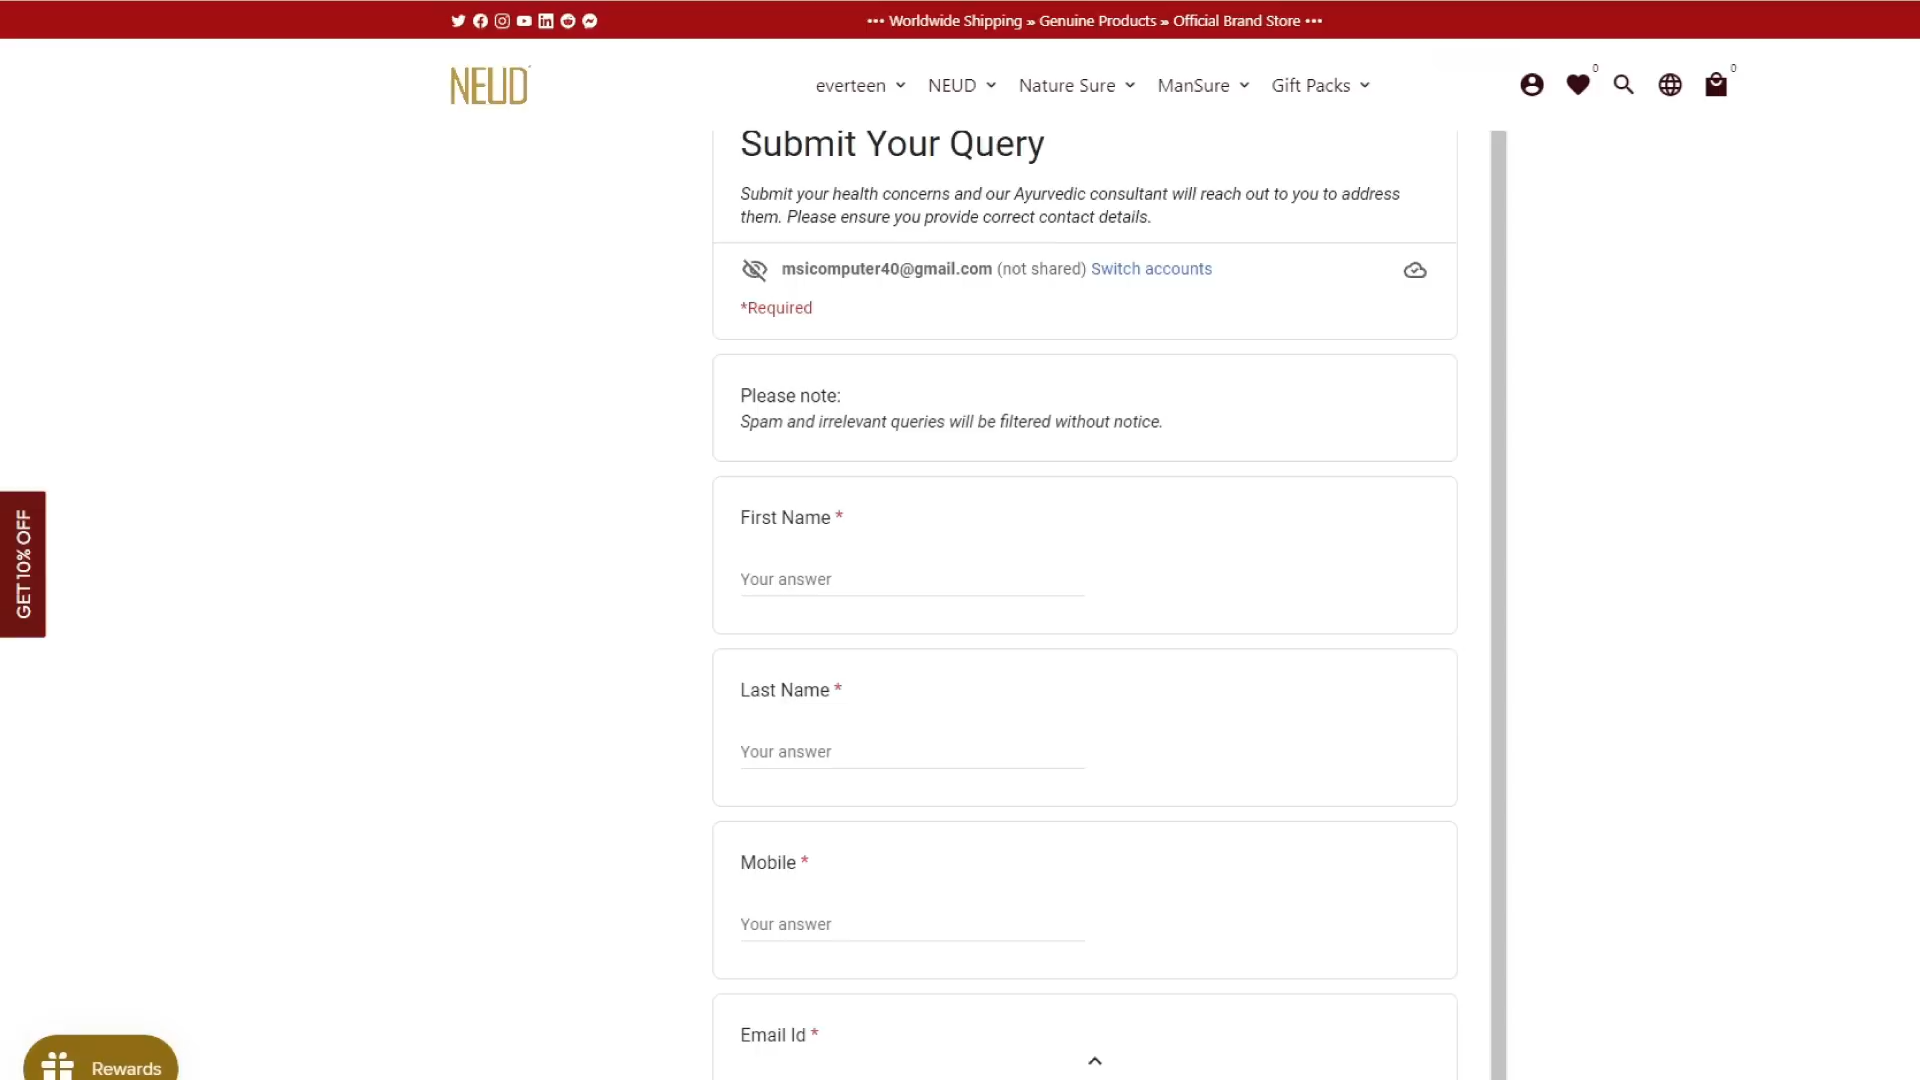 ••• Worldwide Shipping » Genuine Products » Official Brand Store •••
NEUD
everteen NEUD Nature Sure ManSure Gift Packs
0 0
Submit Your Query
Submit your health concerns and our Ayurvedic consultant will reach out to you to address
them. Please ensure you provide correct contact details.
msicomputer40@gmail.com (not shared) Switch accounts
*Required
Please note:
Spam and irrelevant queries will be filtered without notice.
First Name *
Your answer
GET 10% OFF
Last Name *
Your answer
Mobile *
Your answer
Email Id *
Rewards